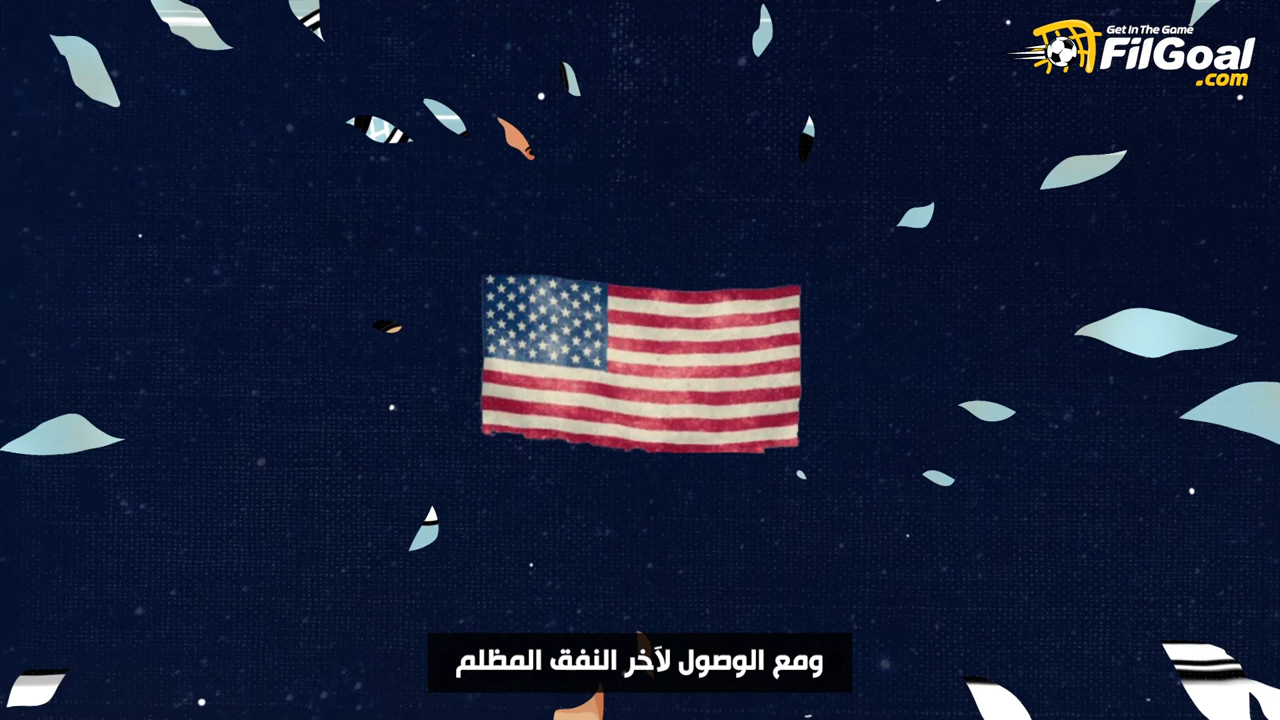 Get In The Game
FilGoal
.com
ومع الوصول لآخر النفق المظلم